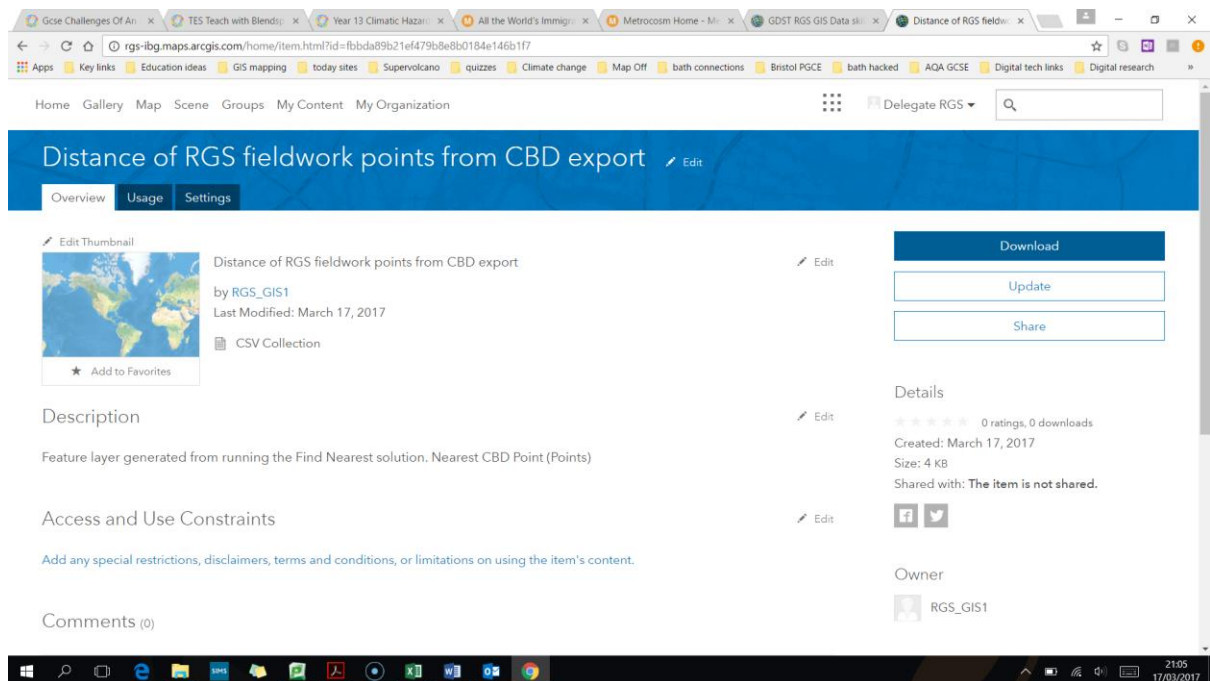 Gcse Challenges Of An
TES Teach with Blendsp
Year 13 Climatic Hazard
All the World's Immigra
Metrocosm Home - Me
GDST RGS GIS Data ski
Distance of RGS fieldwo
rgs-ibg.maps.arcgis.com/home/item.html?id=fbbda89b21ef479b8e8b0184e146b1f7
Apps Key links Education ideas GIS mapping today sites Supervolcano quizzes Climate change Map Off bath connections Bristol PGCE bath hacked AQA GCSE Digital tech links Digital research »
Home Gallery Map Scene Groups My Content My Organization Delegate RGS
Distance of RGS fieldwork points from CBD export Edit
Overview Usage Settings
Edit Thumbnail
Distance of RGS fieldwork points from CBD export Edit
by RGS_GIS1
Last Modified: March 17, 2017
CSV Collection
Add to Favorites
Download
Update
Share
Description Edit
Feature layer generated from running the Find Nearest solution. Nearest CBD Point (Points)
Access and Use Constraints Edit
Add any special restrictions, disclaimers, terms and conditions, or limitations on using the item's content.
Comments (0)
Details
0 ratings, 0 downloads
Created: March 17, 2017
Size: 4 KB
Shared with: The item is not shared.
Owner
RGS_GIS1
SIMS
21:05
17/03/2017